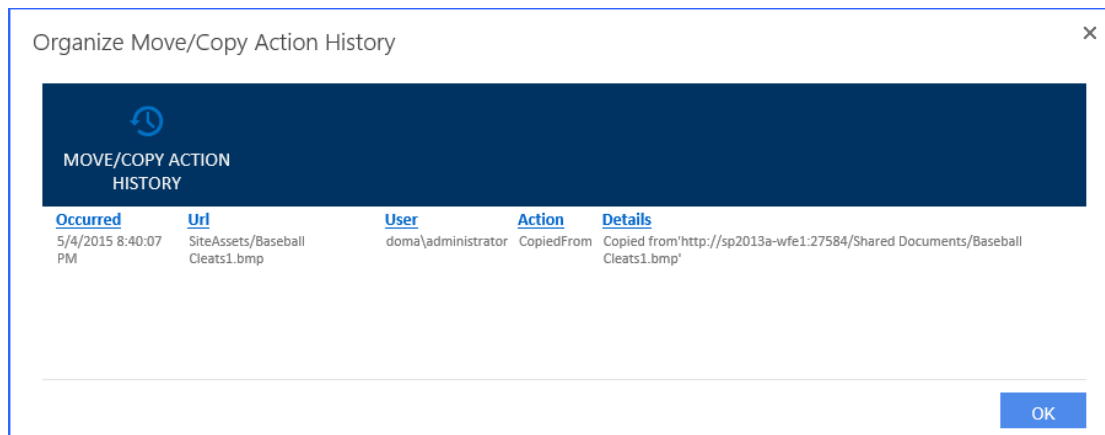 Organize Move/Copy Action History
MOVE/COPY ACTION
HISTORY
Occurred Url User Action Details
5/4/2015 8:40:07 SiteAssets/Baseball doma\administrator CopiedFrom Copied from'http://sp2013a-wfe1:27584/Shared Documents/Baseball
PM Cleats1.bmp Cleats1.bmp'
OK